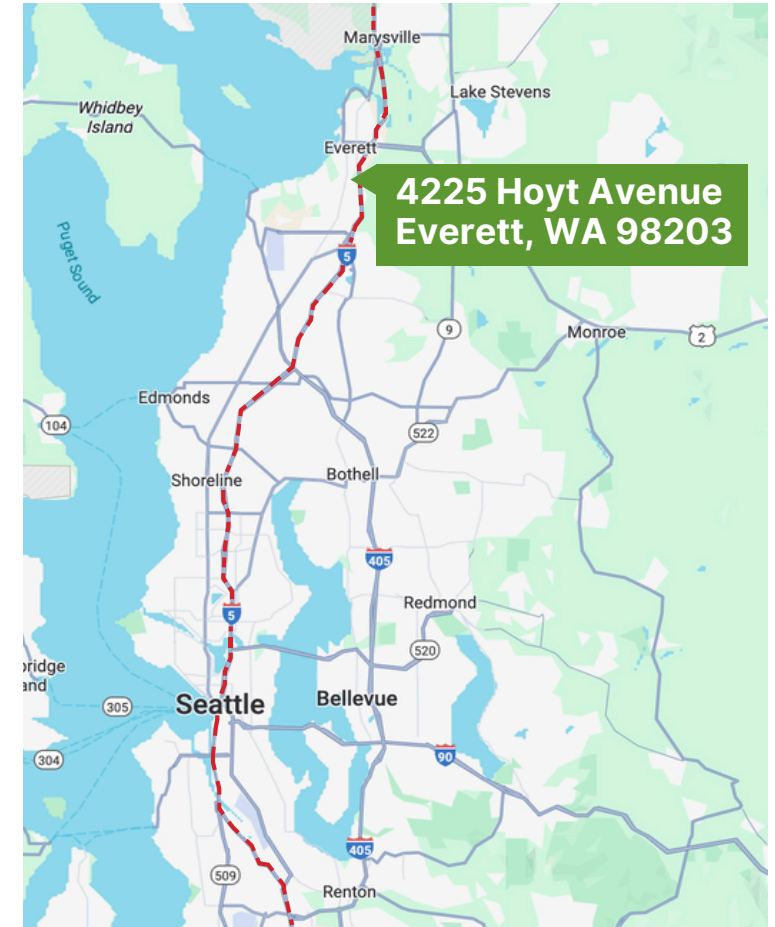 Marysville
Lake Stevens
Whidbey
Island
Everett
4225 Hoyt Avenue
Everett, WA 98203
Puget Sound
5
9
Monroe
2
Edmonds
104
522
Shoreline
Bothell
405
Redmond
5
520
bridge
and
305
Seattle
Bellevue
90
304
405
509
Renton